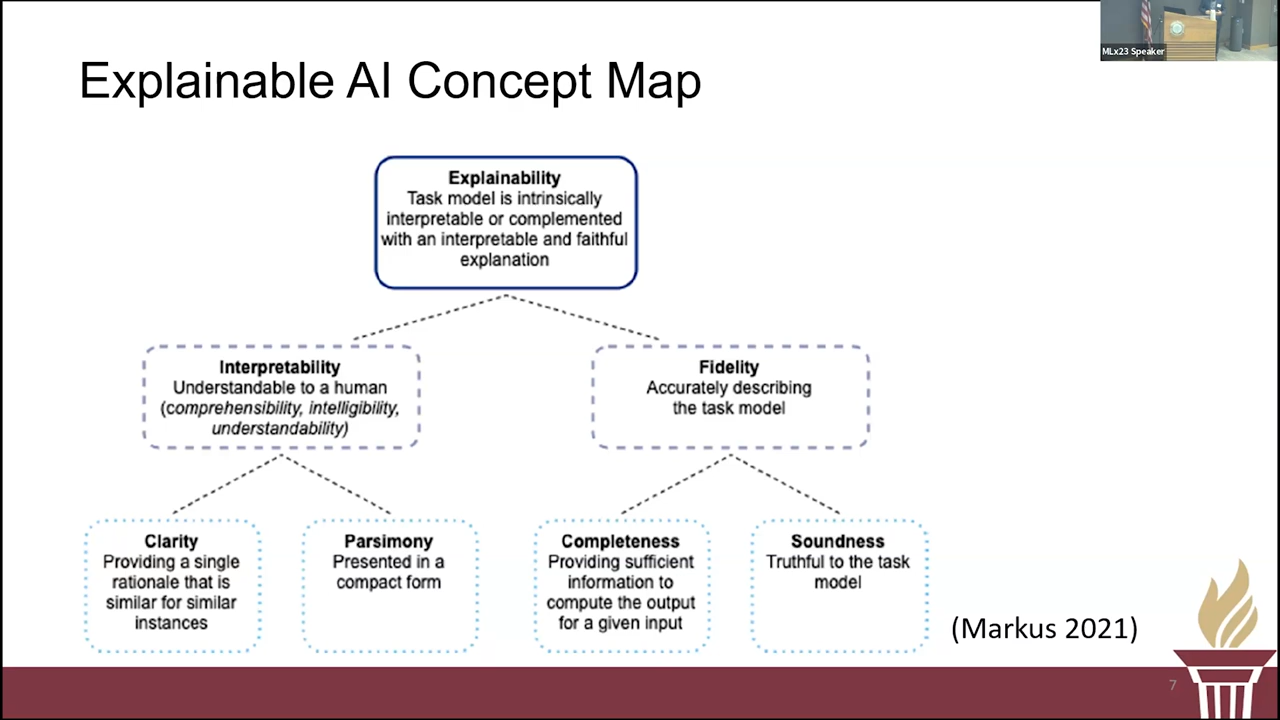 MLx23 Speaker
Explainable AI Concept Map
Explainability
Task model is intrinsically
interpretable or complemented
with an interpretable and faithful
explanation
Interpretability
Understandable to a human
(comprehensibility, intelligibility,
understandability)
Fidelity
Accurately describing
the task model
Clarity
Providing a single
rationale that is
similar for similar
instances
Parsimony
Presented in a
compact form
Completeness
Providing sufficient
information to
compute the output
for a given input
Soundness
Truthful to the task
model
(Markus 2021)
7